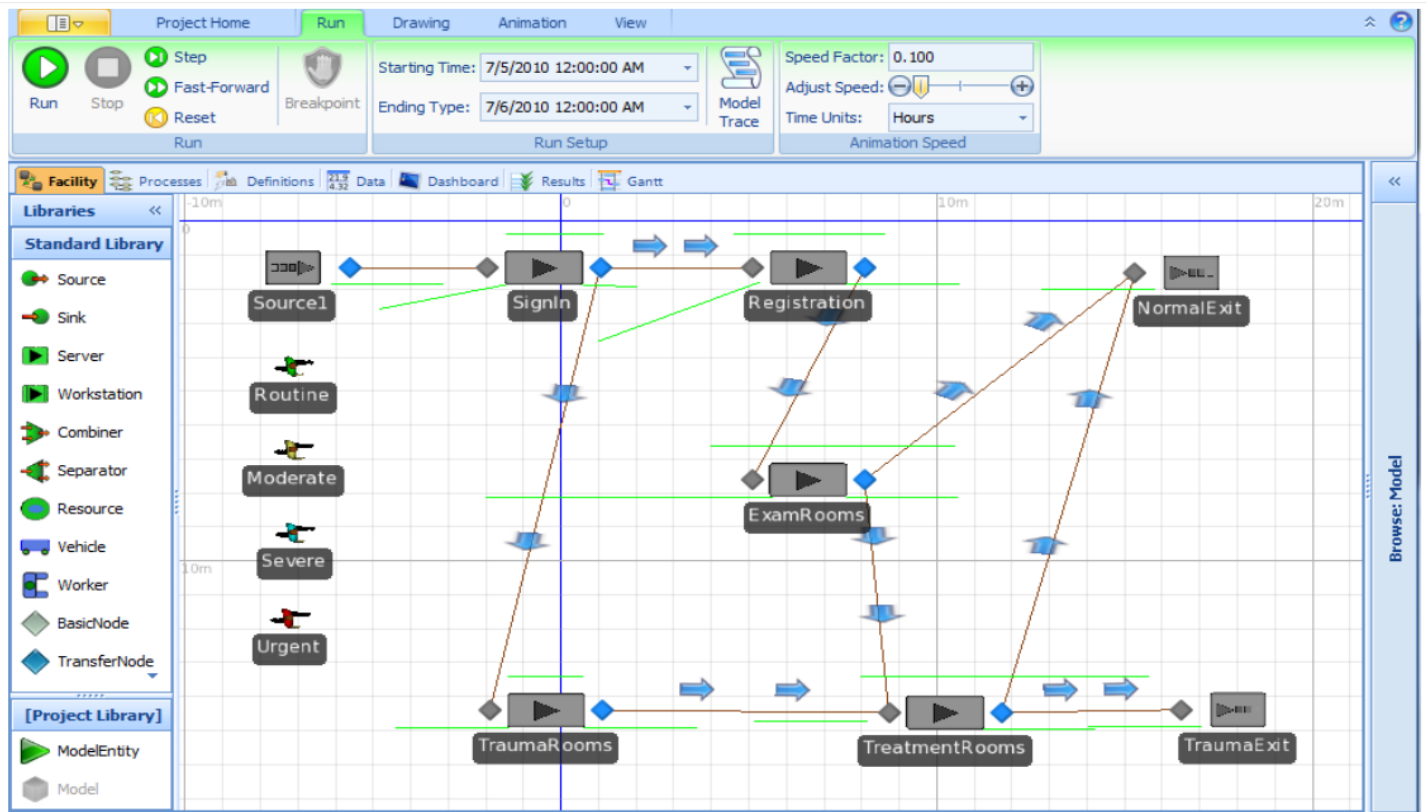 Project Home Run Drawing Animation View
Run
Stop
Step
Fast-Forward
Reset
Breakpoint
Run
Starting Time: 7/5/2010 12:00:00 AM
Ending Type: 7/6/2010 12:00:00 AM
Model
Trace
Run Setup
Speed Factor: 0.100
Adjust Speed:
Time Units: Hours
Animation Speed
Facility Processes Definitions 21.9 4.32 Data Dashboard Results Gantt
Libraries
Standard Library
Source
Sink
Server
Workstation
Combiner
Separator
Resource
Vehicle
Worker
BasicNode
TransferNode
[Project Library]
ModelEntity
Model
-10m 0 10m 20m
0
10m
Source1
SignIn
Registration
NormalExit
Routine
Moderate
Severe
Urgent
ExamRooms
TraumaRooms
TreatmentRooms
TraumaExit
Browse: Model